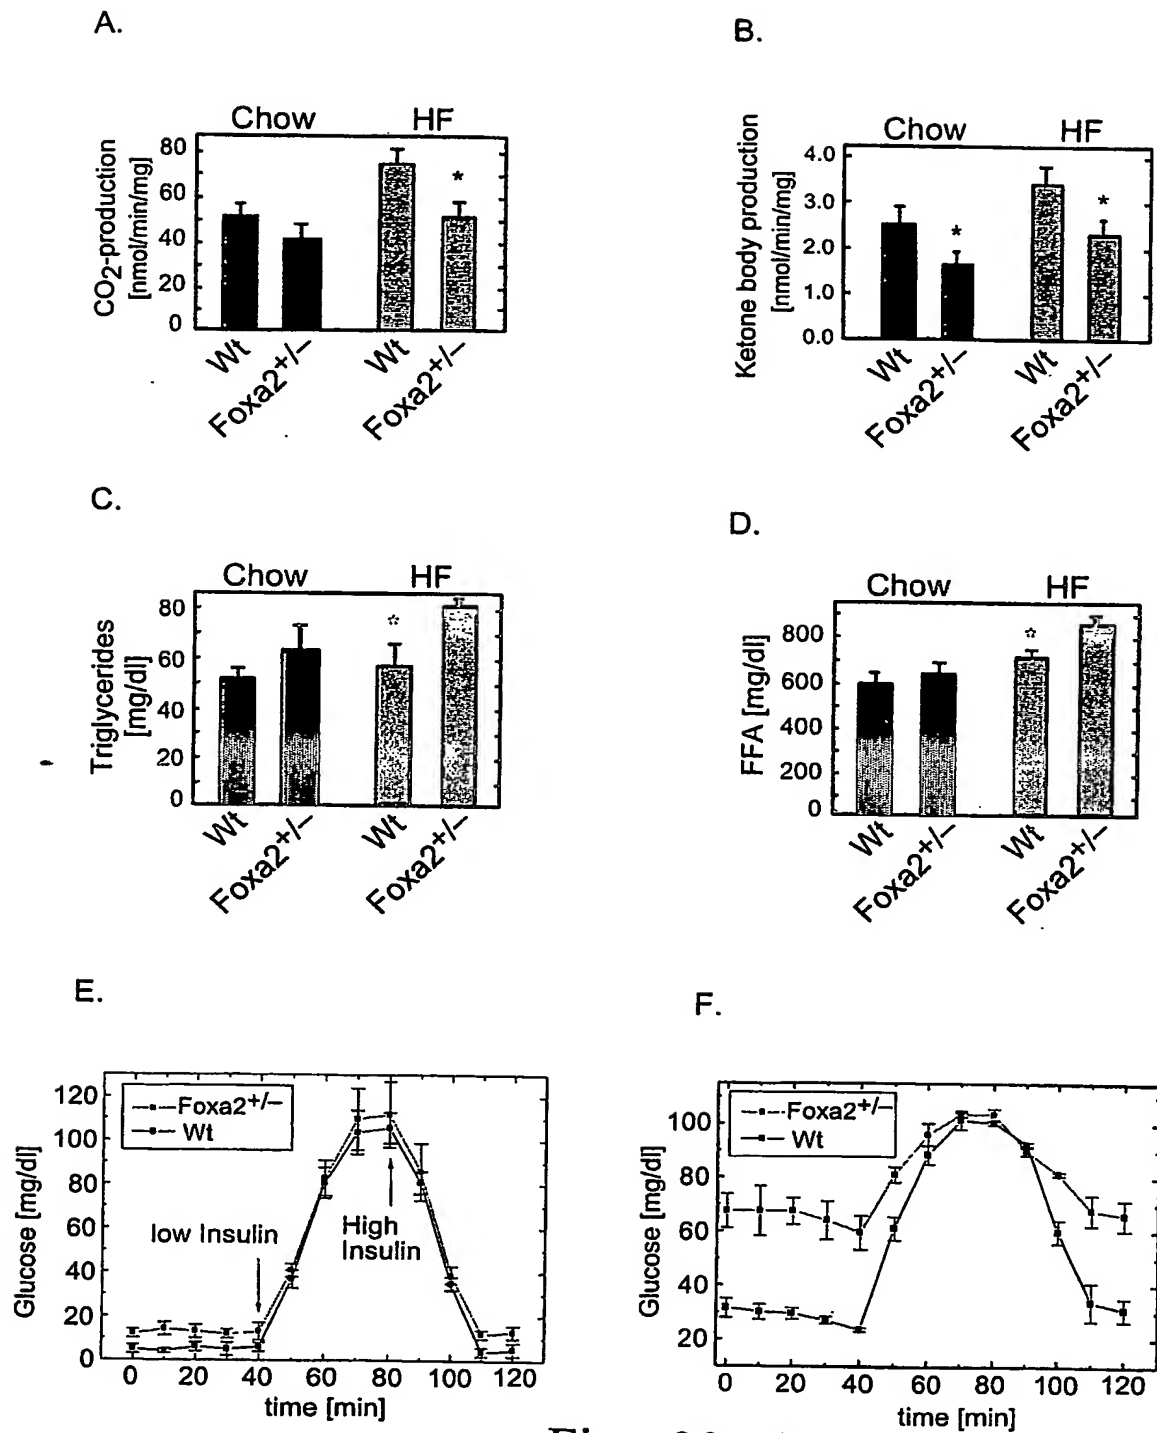 A.
Chow HF
CO2-production
[nmol/min/mg]
80
60
40
20
0
*
Wt
Foxa2+/–
Wt
Foxa2+/–
B.
Chow HF
Ketone body production
[nmol/min/mg]
4.0
3.0
2.0
1.0
0.0
*
*
Wt
Foxa2+/–
Wt
Foxa2+/–
C.
Chow HF
Triglycerides
[mg/dl]
80
60
40
20
0
☆
Wt
Foxa2+/–
Wt
Foxa2+/–
D.
Chow HF
FFA [mg/dl]
800
600
400
200
0
☆
Wt
Foxa2+/–
Wt
Foxa2+/–
E.
Glucose [mg/dl]
120
100
80
60
40
20
0
Foxa2+/–
Wt
low Insulin
High
Insulin
0 20 40 60 80 100 120
time [min]
F.
Glucose [mg/dl]
100
80
60
40
20
Foxa2+/–
Wt
0 20 40 60 80 100 120
time [min]